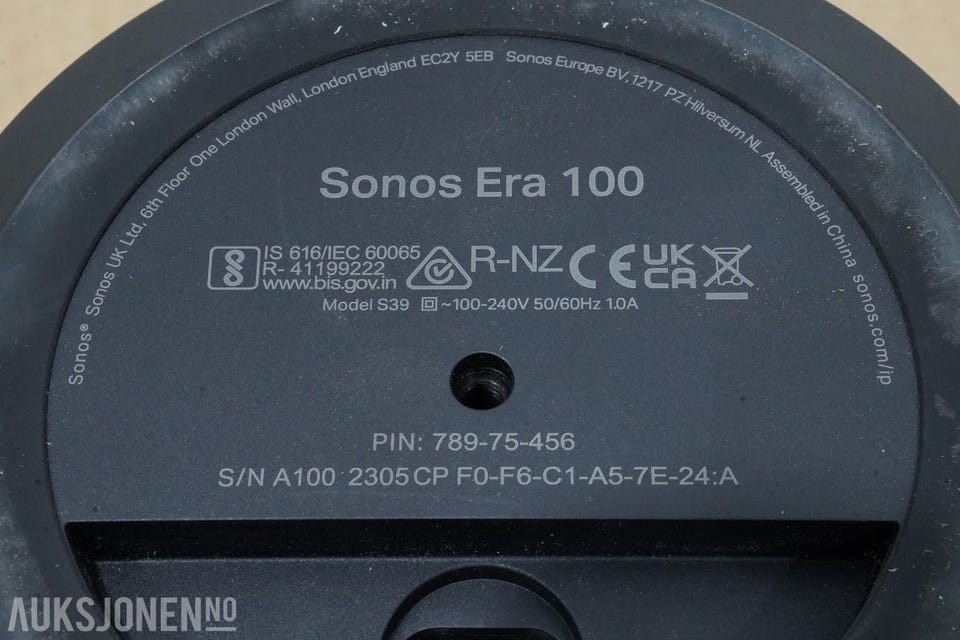 Sonos® Sonos UK Ltd, 6th Floor One London Wall, London England EC2Y 5EB Sonos Europe BV, 1217 PZ Hilversum NL Assembled in China sonos.com/ip
Sonos Era 100
IS 616/IEC 60065
R- 41199222
www.bis.gov.in
R-NZ CE UKCA
Model S39 ~100-240V 50/60Hz 1.0A
PIN: 789-75-456
S/N A100 2305CP F0-F6-C1-A5-7E-24:A
AUKSJONEN NO